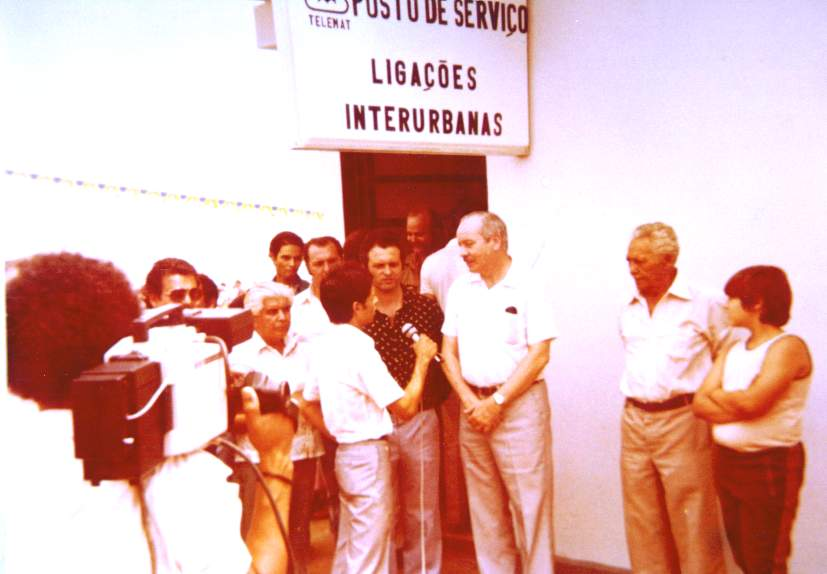 POSTO DE SERVIÇO
TELEMAT
LIGAÇÕES
INTERURBANAS